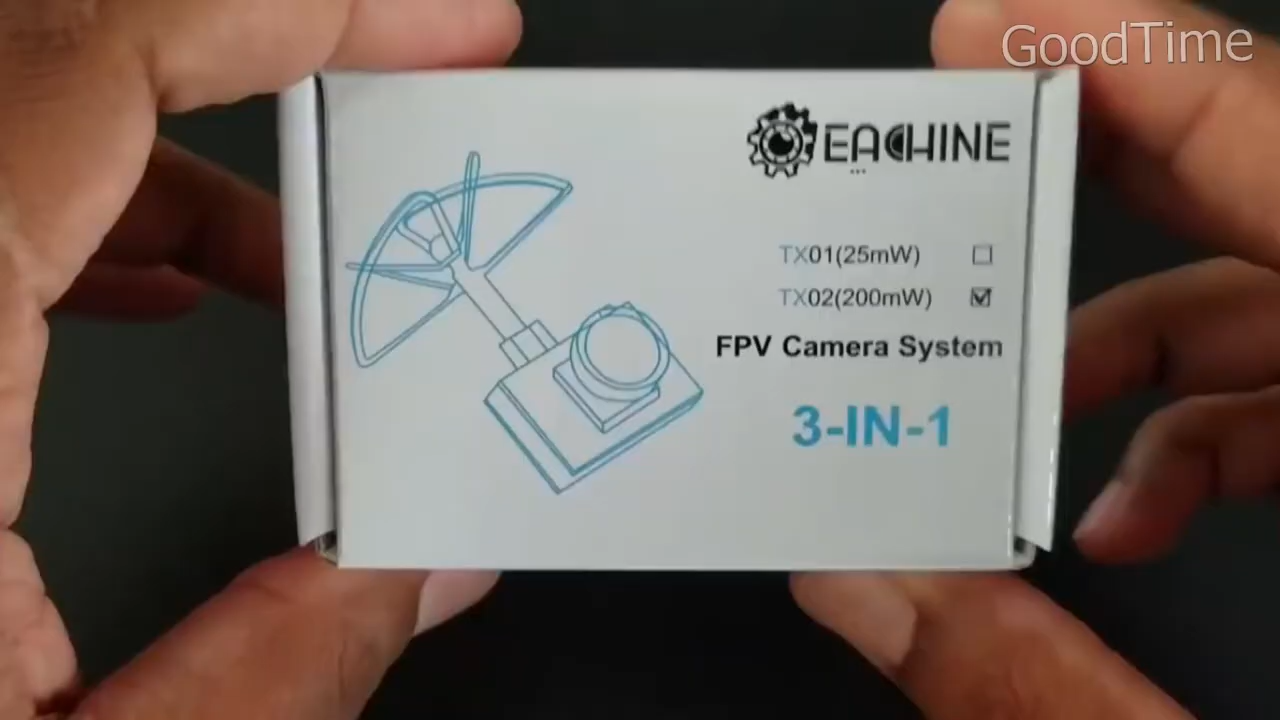 GoodTime
EACHINE
TX01(25mW)
TX02(200mW)
FPV Camera System
3-IN-1